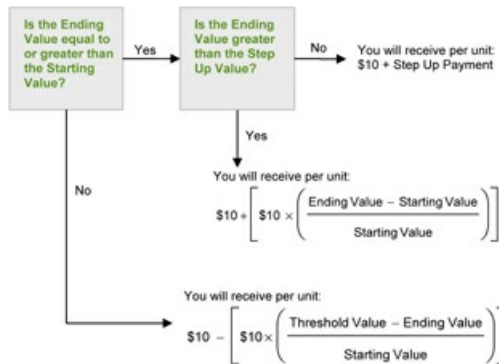 Is the Ending
Value equal to
or greater than
the Starting
Value?
Yes
Is the Ending
Value greater
than the Step
Up Value?
No
You will receive per unit:
$10 + Step Up Payment
Yes
You will receive per unit:
$10 + [ $10 × ( Ending Value – Starting Value
Starting Value ) ]
No
You will receive per unit:
$10 – [ $10 × ( Threshold Value – Ending Value
Starting Value ) ]